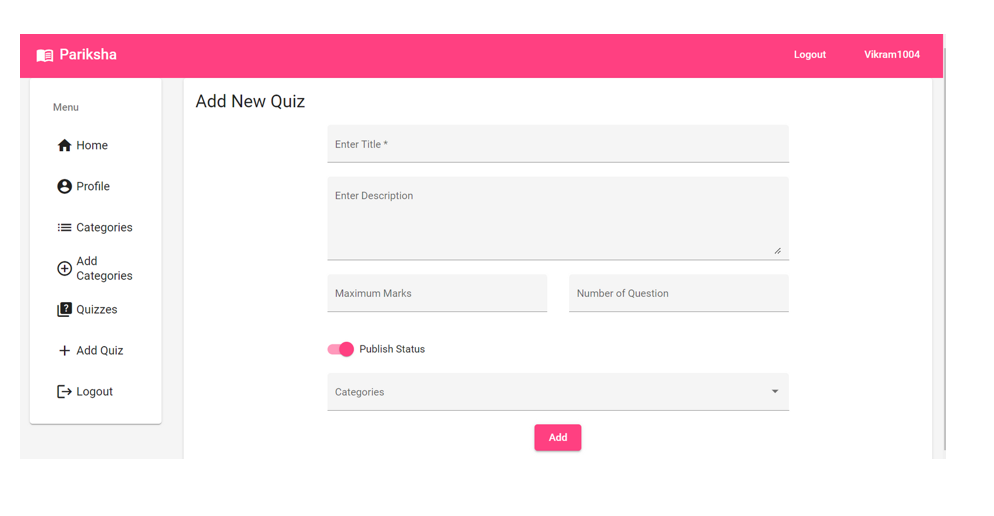 Pariksha
Logout
Vikram1004
Menu
Home
Profile
Categories
Add
Categories
Quizzes
Add Quiz
Logout
Add New Quiz
Enter Title *
Enter Description
Maximum Marks
Number of Question
Publish Status
Categories
Add